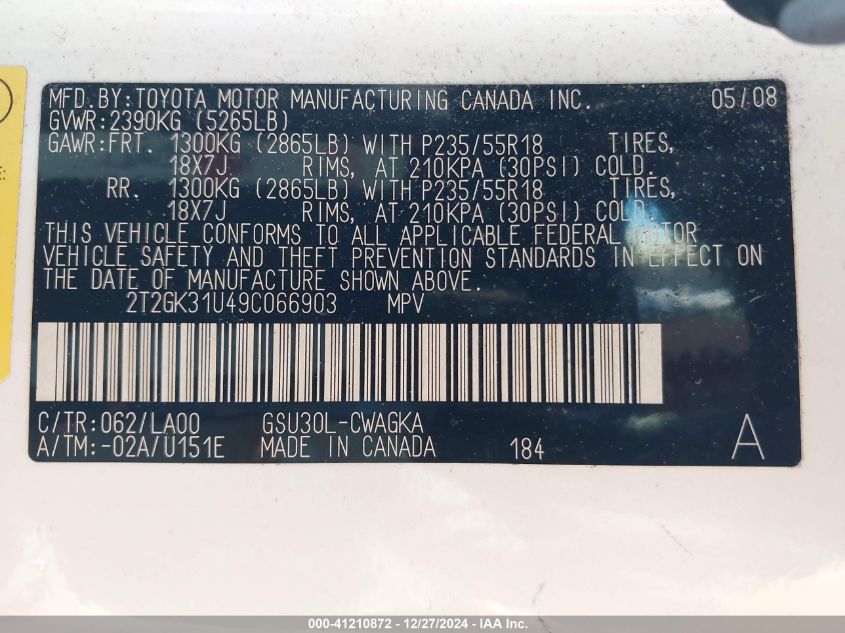 MFD.BY:TOYOTA MOTOR MANUFACTURING CANADA INC. 05/08
GVWR:2390KG (5265LB)
GAWR:FRT. 1300KG (2865LB) WITH P235/55R18 TIRES,
18X7J RIMS, AT 210KPA (30PSI) COLD.
RR. 1300KG (2865LB) WITH P235/55R18 TIRES,
18X7J RIMS, AT 210KPA (30PSI) COLD.
THIS VEHICLE CONFORMS TO ALL APPLICABLE FEDERAL MOTOR
VEHICLE SAFETY AND THEFT PREVENTION STANDARDS IN EFFECT ON
THE DATE OF MANUFACTURE SHOWN ABOVE.
2T2GK31U49C066903 MPV
C/TR:062/LA00 GSU30L-CWAGKA
A/TM:-02A/U151E MADE IN CANADA 184 A
000-41210872 - 12/27/2024 - IAA Inc.